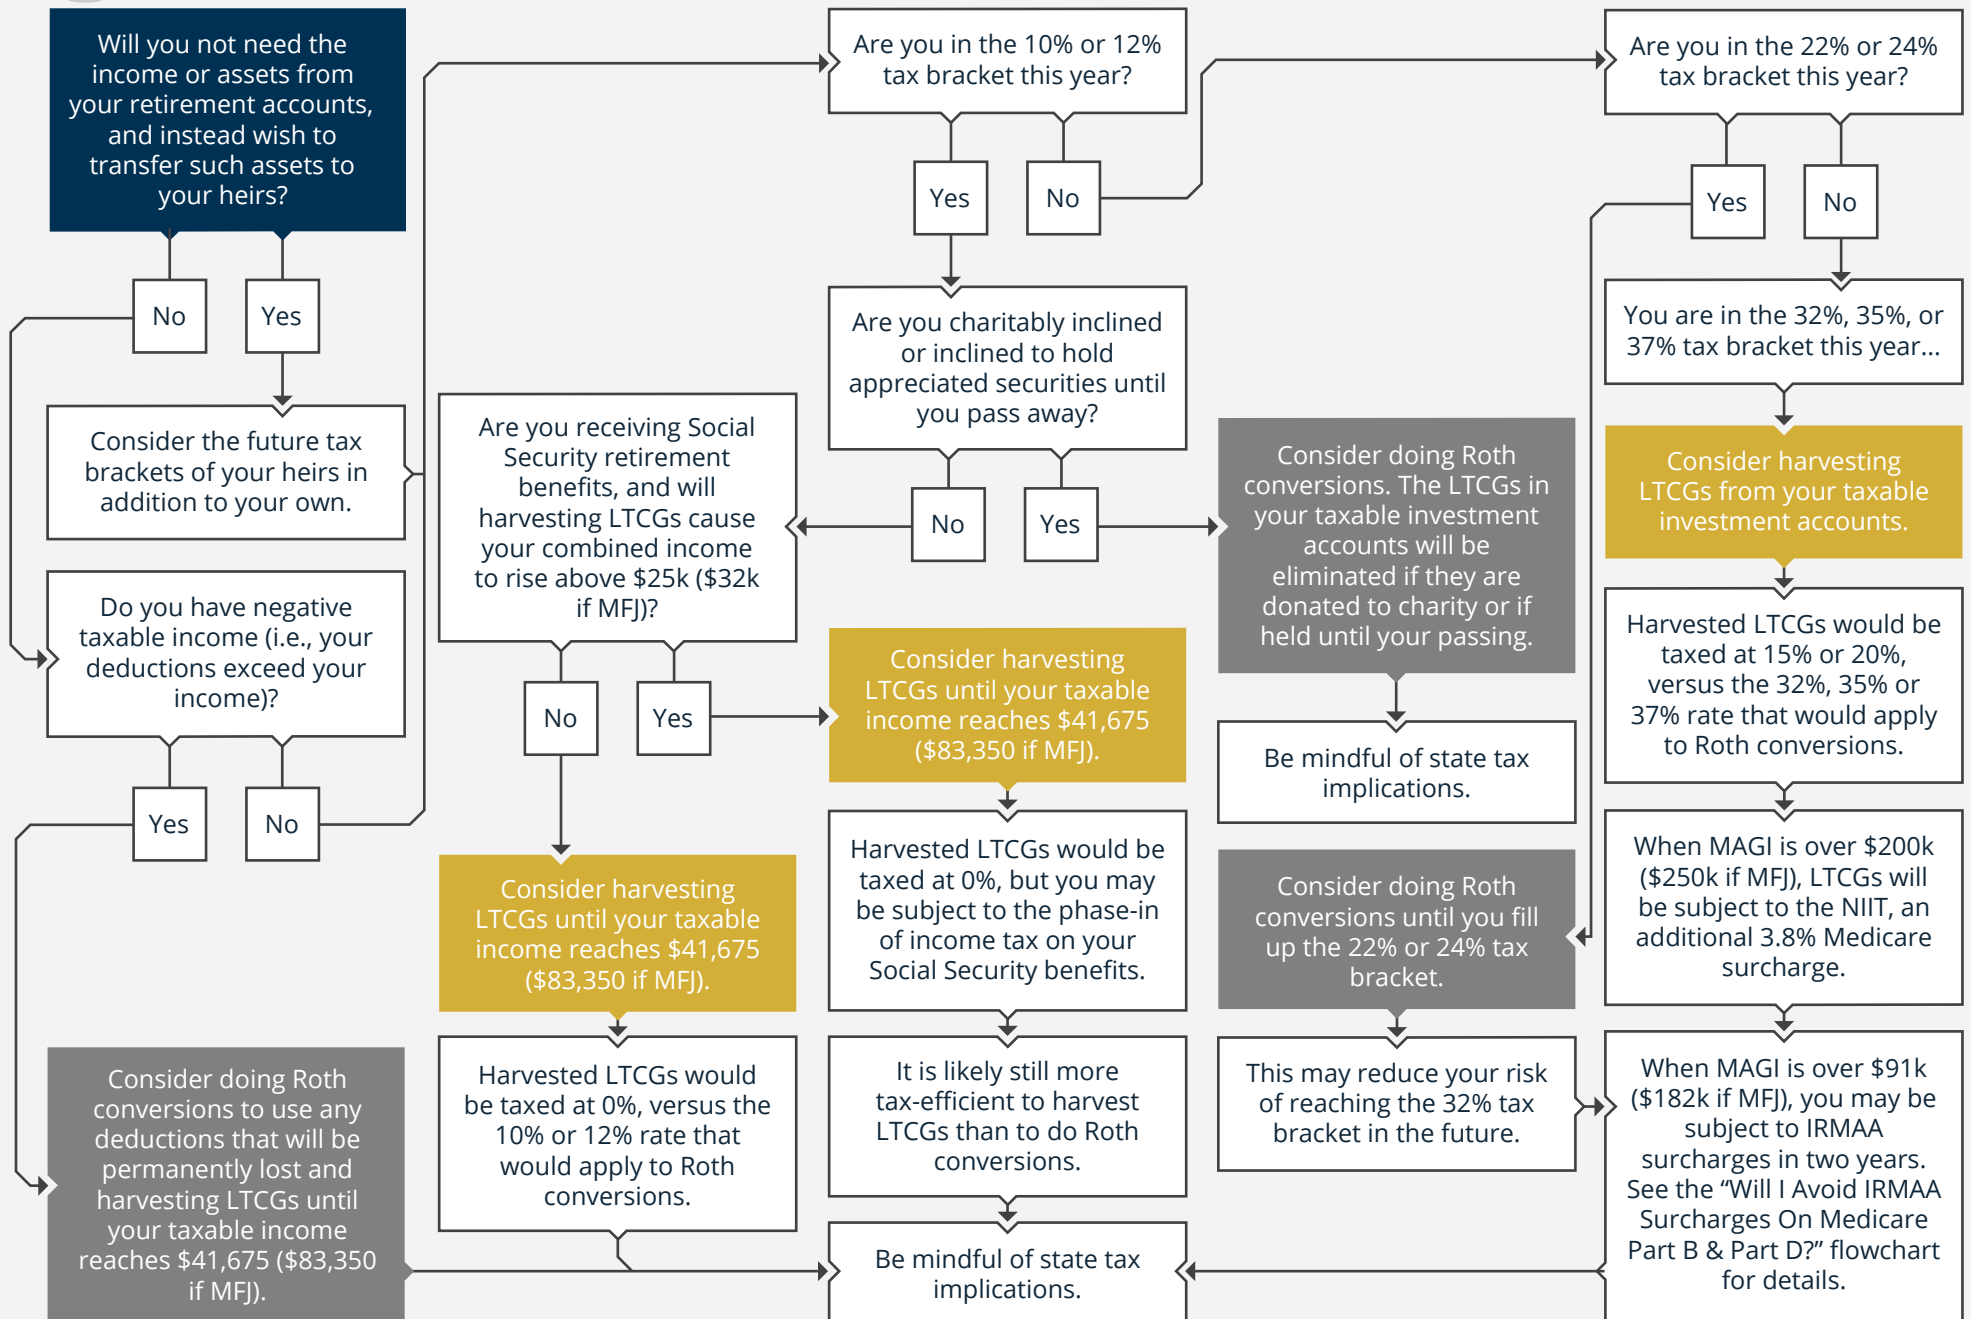 Will you not need the
income or assets from
your retirement accounts,
and instead wish to
transfer such assets to
your heirs?
No
Yes
Consider the future tax
brackets of your heirs in
addition to your own.
Do you have negative
taxable income (i.e., your
deductions exceed your
income)?
Yes
No
Consider doing Roth
conversions to use any
deductions that will be
permanently lost and
harvesting LTCGs until
your taxable income
reaches $41,675 ($83,350
if MFJ).
Are you in the 10% or 12%
tax bracket this year?
Yes
No
Are you charitably inclined
or inclined to hold
appreciated securities until
you pass away?
No
Yes
Are you receiving Social
Security retirement
benefits, and will
harvesting LTCGs cause
your combined income
to rise above $25k ($32k
if MFJ)?
No
Yes
Consider harvesting
LTCGs until your taxable
income reaches $41,675
($83,350 if MFJ).
Harvested LTCGs would
be taxed at 0%, versus the
10% or 12% rate that
would apply to Roth
conversions.
Consider harvesting
LTCGs until your taxable
income reaches $41,675
($83,350 if MFJ).
Harvested LTCGs would be
taxed at 0%, but you may
be subject to the phase-in
of income tax on your
Social Security benefits.
It is likely still more
tax-efficient to harvest
LTCGs than to do Roth
conversions.
Be mindful of state tax
implications.
Consider doing Roth
conversions. The LTCGs in
your taxable investment
accounts will be
eliminated if they are
donated to charity or if
held until your passing.
Be mindful of state tax
implications.
Are you in the 22% or 24%
tax bracket this year?
Yes
No
Consider doing Roth
conversions until you fill
up the 22% or 24% tax
bracket.
This may reduce your risk
of reaching the 32% tax
bracket in the future.
You are in the 32%, 35%, or
37% tax bracket this year...
Consider harvesting
LTCGs from your taxable
investment accounts.
Harvested LTCGs would be
taxed at 15% or 20%,
versus the 32%, 35% or
37% rate that would apply
to Roth conversions.
When MAGI is over $200k
($250k if MFJ), LTCGs will
be subject to the NIIT, an
additional 3.8% Medicare
surcharge.
When MAGI is over $91k
($182k if MFJ), you may be
subject to IRMAA
surcharges in two years.
See the “Will I Avoid IRMAA
Surcharges On Medicare
Part B & Part D?” flowchart
for details.